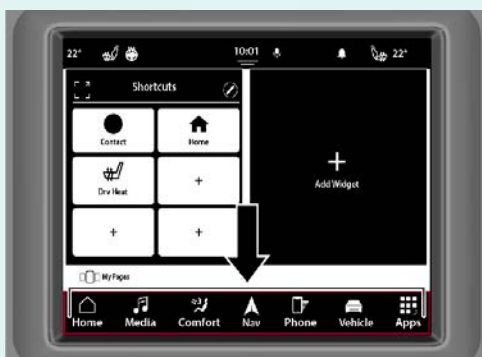 22° 10:01 22°
Shortcuts
Contact Home
Drv Heat +
+ +
+
Add Widget
My Pages
Home Media Comfort Nav Phone Vehicle Apps